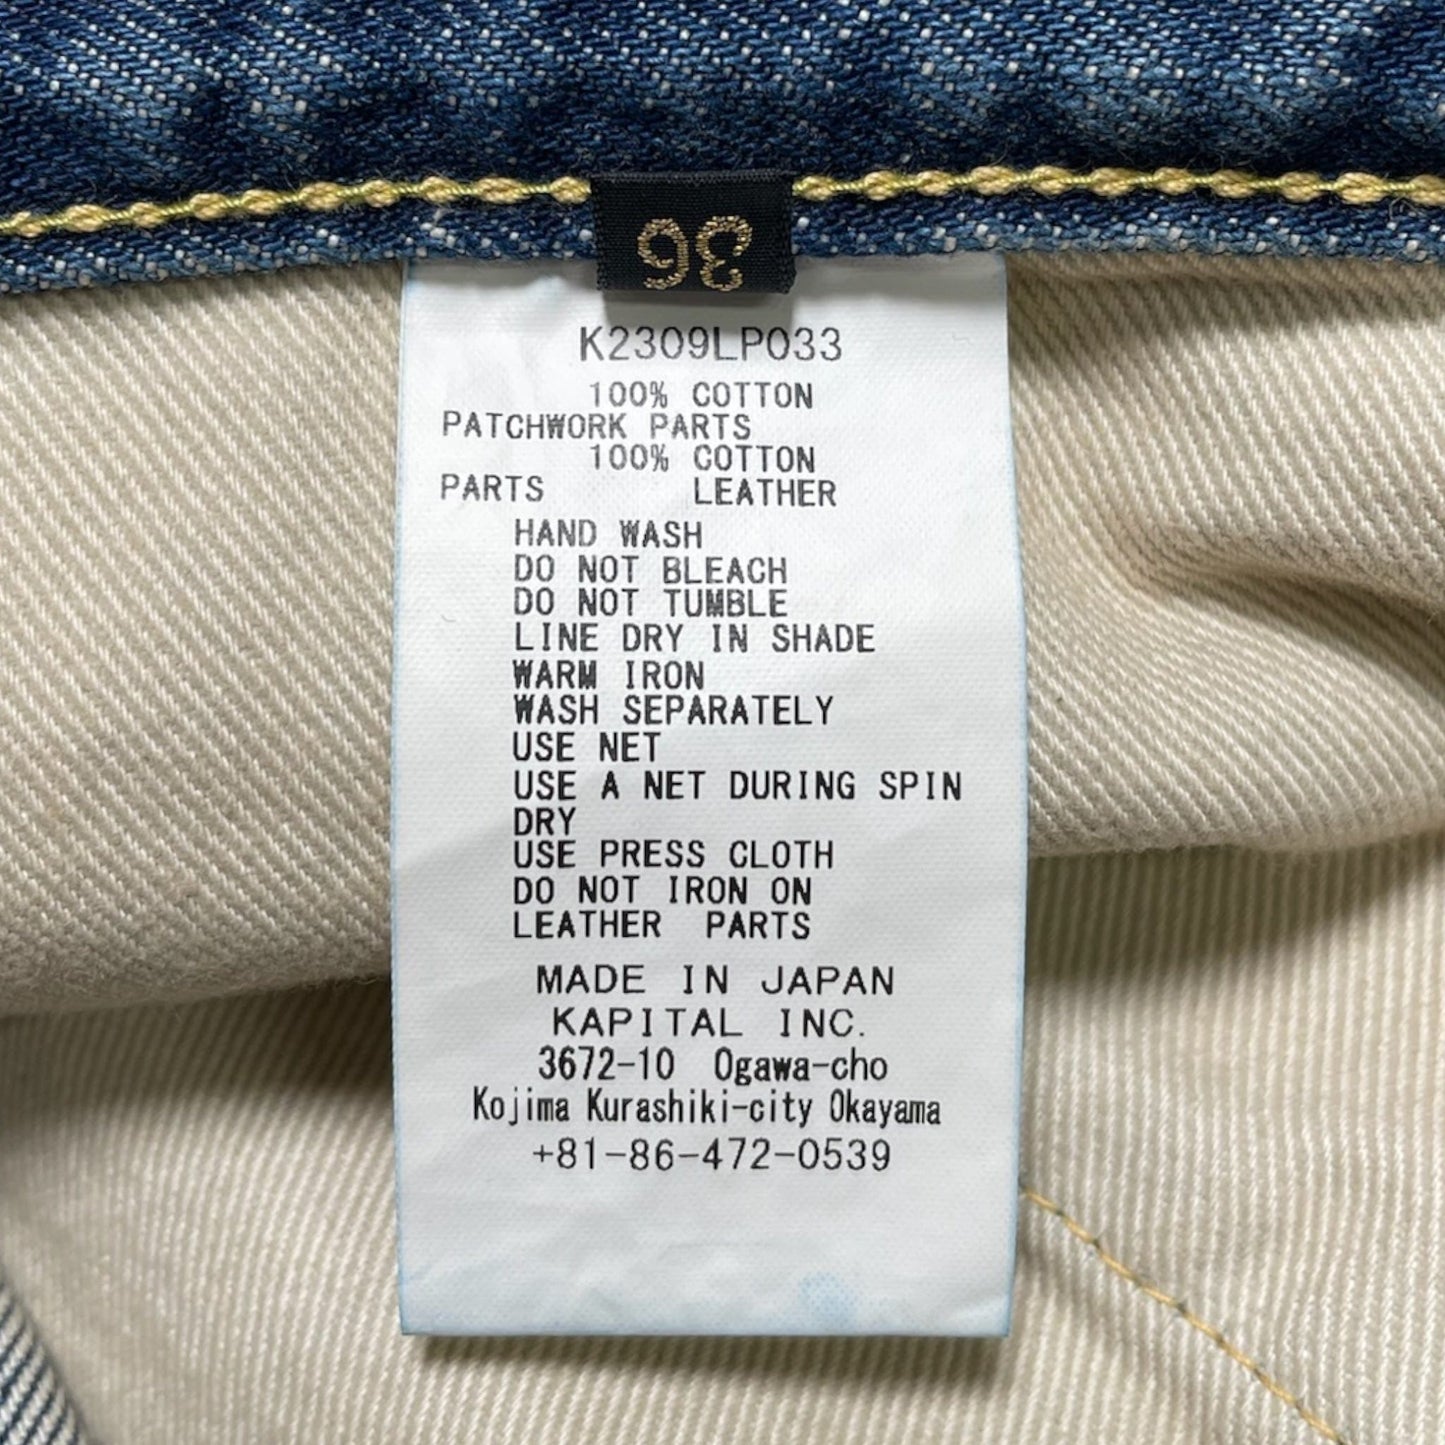 36
K2309LP033
100% COTTON
PATCHWORK PARTS
100% COTTON
PARTS LEATHER
HAND WASH
DO NOT BLEACH
DO NOT TUMBLE
LINE DRY IN SHADE
WARM IRON
WASH SEPARATELY
USE NET
USE A NET DURING SPIN
DRY
USE PRESS CLOTH
DO NOT IRON ON
LEATHER PARTS
MADE IN JAPAN
KAPITAL INC.
3672-10 Ogawa-cho
Kojima Kurashiki-city Okayama
+81-86-472-0539